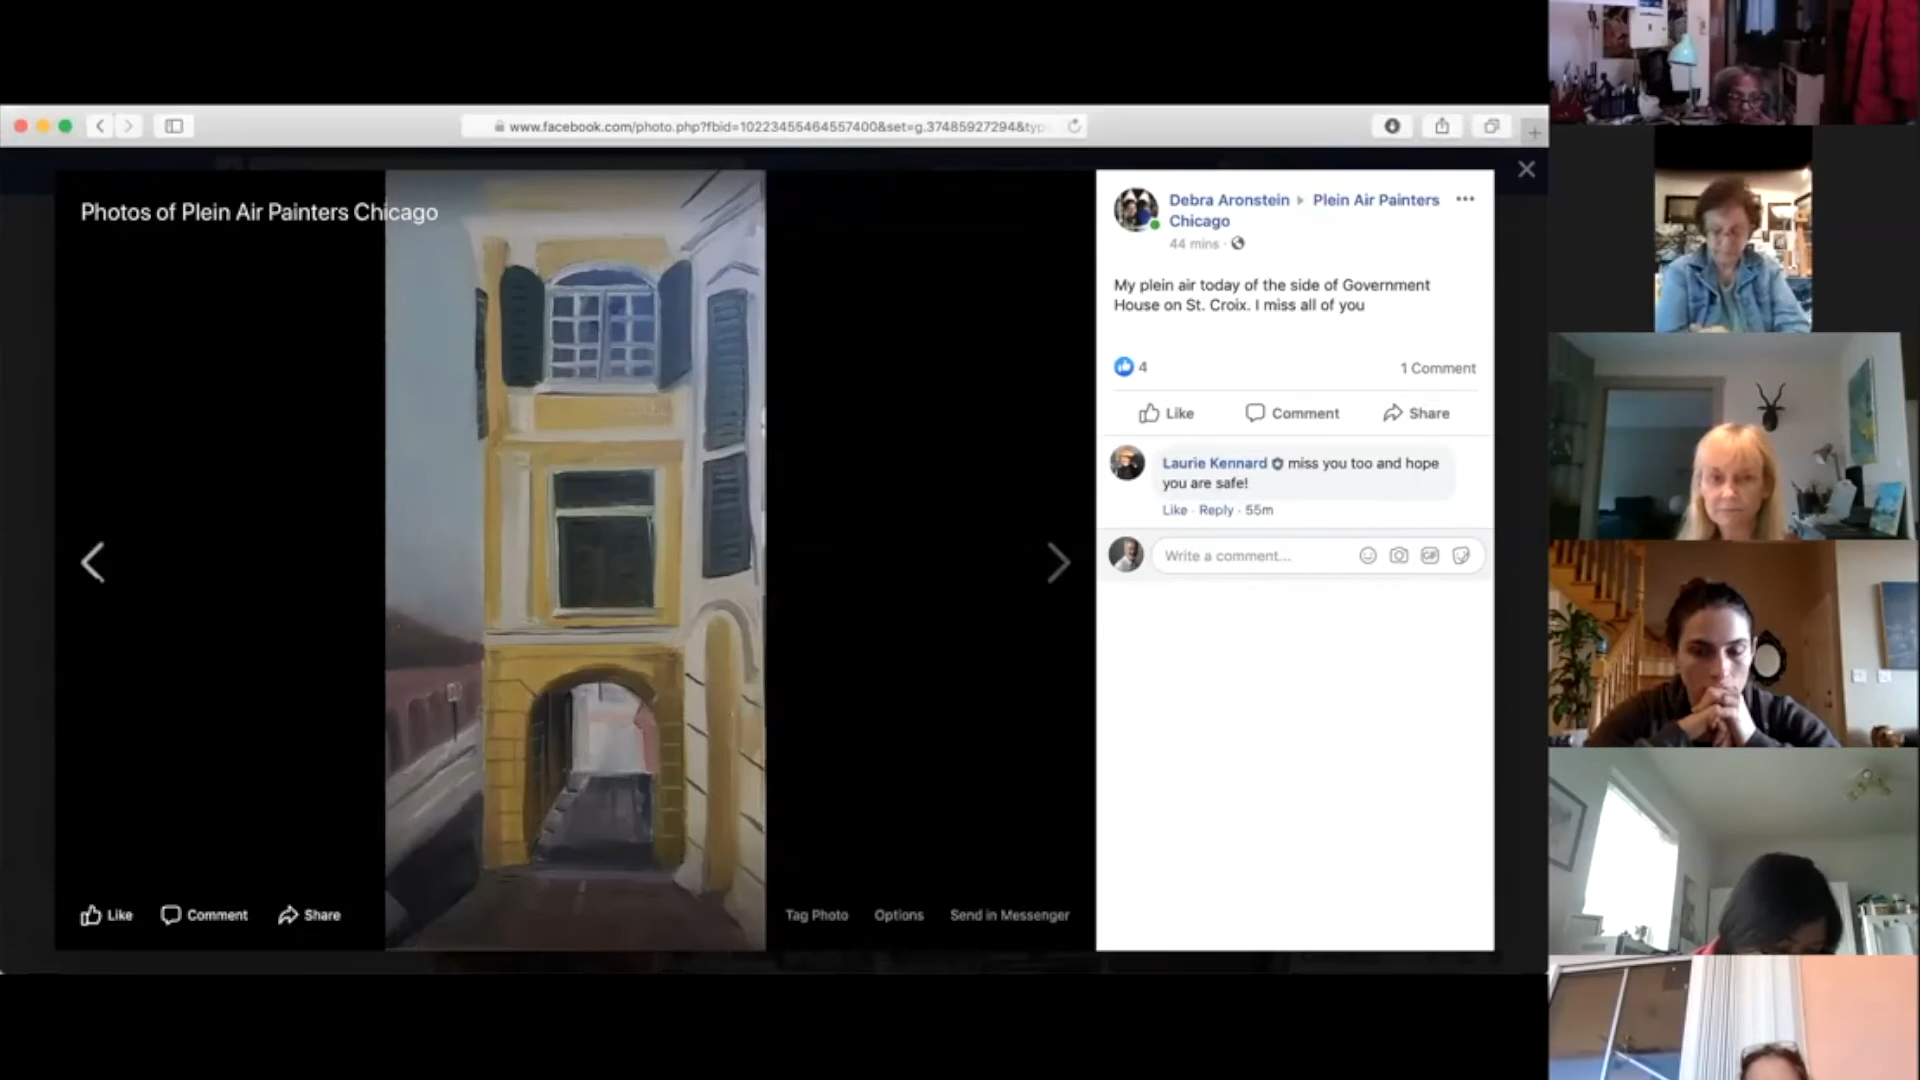 www.facebook.com/photo.php?fbid=10223455464557400&set=g.37485927294&typ
Photos of Plein Air Painters Chicago
Like Comment Share
Tag Photo Options Send in Messenger
Debra Aronstein Plein Air Painters
Chicago
44 mins ·
My plein air today of the side of Government
House on St. Croix. I miss all of you
4 1 Comment
Like Comment Share
Laurie Kennard miss you too and hope
you are safe!
Like · Reply · 55m
Write a comment...
GIF